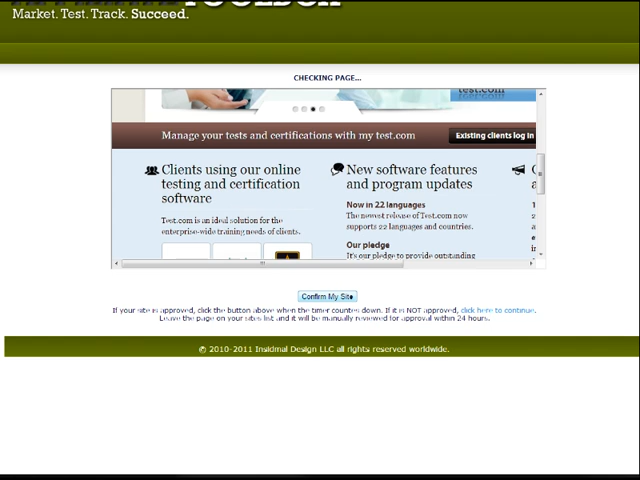 TOOLBOX
Market. Test. Track. Succeed.
CHECKING PAGE...
test.com
Manage your tests and certifications with my test.com
Existing clients log in
Clients using our online
testing and certification
software
Test.com is an ideal solution for the
enterprise-wide training needs of clients.
New software features
and program updates
Now in 22 languages
The newest release of Test.com now
supports 22 languages and countries.
Our pledge
It's our pledge to provide outstanding
Confirm My Site
If your site is approved, click the button above when the timer counts down. If it is NOT approved, click here to continue.
Leave the page on your sites list and it will be manually reviewed for approval within 24 hours.
© 2010-2011 Insidmal Design LLC all rights reserved worldwide.